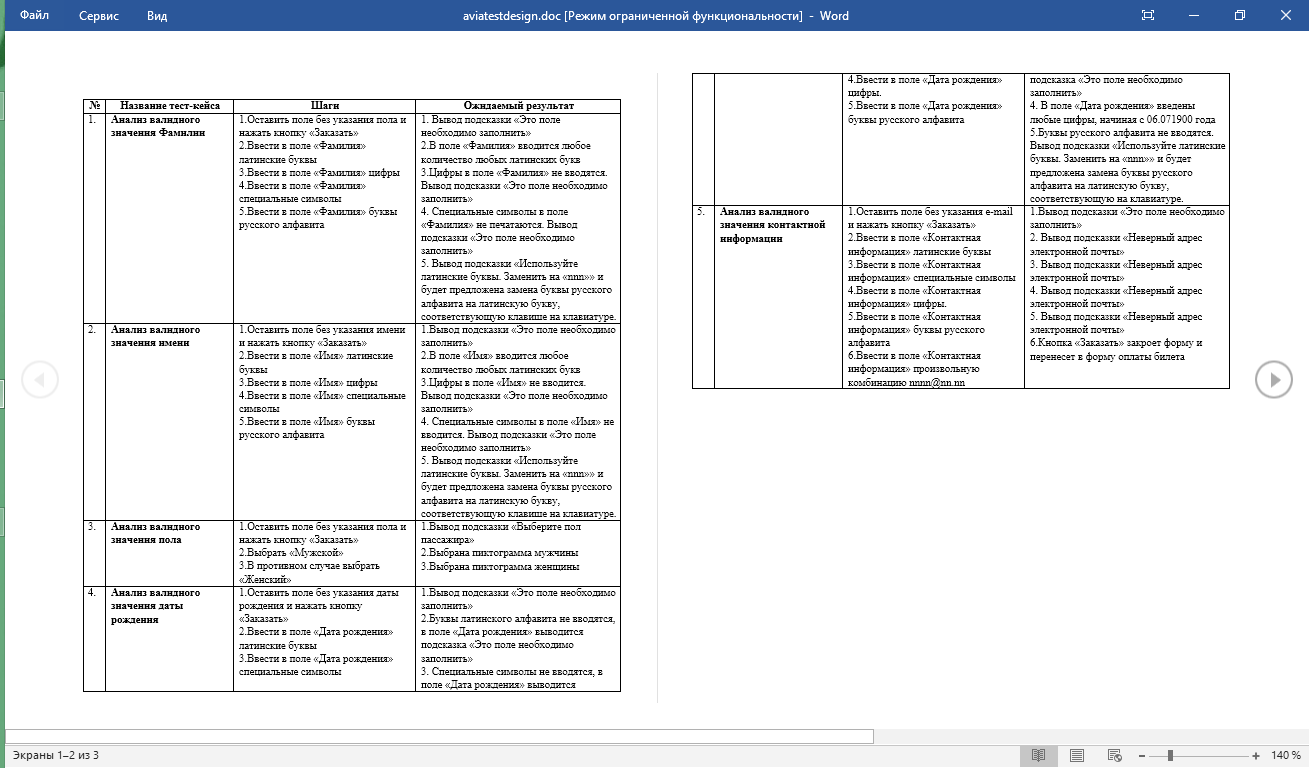 Файл Сервис Вид aviatestdesign.doc [Режим ограниченной функциональности] - Word
№ Название тест-кейса Шаги Ожидаемый результат
1. Анализ валидного значения Фамилии
1.Оставить поле без указания пола и
нажать кнопку «Заказать»
2.Ввести в поле «Фамилия»
латинские буквы
3.Ввести в поле «Фамилия» цифры
4.Ввести в поле «Фамилия»
специальные символы
5.Ввести в поле «Фамилия» буквы
русского алфавита
1. Вывод подсказки «Это поле
необходимо заполнить»
2.В поле «Фамилия» вводится любое
количество любых латинских букв
3.Цифры в поле «Фамилия» не вводятся.
Вывод подсказки «Это поле необходимо
заполнить»
4. Специальные символы в поле
«Фамилия» не печатаются. Вывод
подсказки «Это поле необходимо
заполнить»
5. Вывод подсказки «Используйте
латинские буквы. Заменить на «nnn»» и
будет предложена замена буквы русского
алфавита на латинскую букву,
соответствующую клавише на клавиатуре.
2. Анализ валидного
значения имени
1.Оставить поле без указания имени
и нажать кнопку «Заказать»
2.Ввести в поле «Имя» латинские
буквы
3.Ввести в поле «Имя» цифры
4.Ввести в поле «Имя» специальные
символы
5.Ввести в поле «Имя» буквы
русского алфавита
1.Вывод подсказки «Это поле необходимо
заполнить»
2.В поле «Имя» вводится любое
количество любых латинских букв
3.Цифры в поле «Имя» не вводится.
Вывод подсказки «Это поле необходимо
заполнить»
4. Специальные символы в поле «Имя» не
вводится. Вывод подсказки «Это поле
необходимо заполнить»
5. Вывод подсказки «Используйте
латинские буквы. Заменить на «nnn»» и
будет предложена замена буквы русского
алфавита на латинскую букву,
соответствующую клавише на клавиатуре.
3. Анализ валидного
значения пола
1.Оставить поле без указания пола и
нажать кнопку «Заказать»
2.Выбрать «Мужской»
3.В противном случае выбрать
«Женский»
1.Вывод подсказки «Выберите пол
пассажира»
2.Выбрана пиктограмма мужчины
3.Выбрана пиктограмма женщины
4. Анализ валидного
значения даты
рождения
1.Оставить поле без указания даты
рождения и нажать кнопку
«Заказать»
2.Ввести в поле «Дата рождения»
латинские буквы
3.Ввести в поле «Дата рождения»
специальные символы
1.Вывод подсказки «Это поле необходимо
заполнить»
2.Буквы латинского алфавита не вводятся,
в поле «Дата рождения» выводится
подсказка «Это поле необходимо
заполнить»
3. Специальные символы не вводятся, в
поле «Дата рождения» выводится
4.Ввести в поле «Дата рождения»
цифры.
5.Ввести в поле «Дата рождения»
буквы русского алфавита
подсказка «Это поле необходимо
заполнить»
4. В поле «Дата рождения» введены
любые цифры, начиная с 06.071900 года
5.Буквы русского алфавита не вводятся.
Вывод подсказки «Используйте латинские
буквы. Заменить на «nnn»» и будет
предложена замена буквы русского
алфавита на латинскую букву,
соответствующую на клавиатуре.
5. Анализ валидного
значения контактной
информации
1.Оставить поле без указания e-mail
и нажать кнопку «Заказать»
2.Ввести в поле «Контактная
информация» латинские буквы
3.Ввести в поле «Контактная
информация» специальные символы
4.Ввести в поле «Контактная
информация» цифры.
5.Ввести в поле «Контактная
информация» буквы русского
алфавита
6.Ввести в поле «Контактная
информация» произвольную
комбинацию nnnn@nn.nn
1.Вывод подсказки «Это поле необходимо
заполнить»
2. Вывод подсказки «Неверный адрес
электронной почты»
3. Вывод подсказки «Неверный адрес
электронной почты»
4. Вывод подсказки «Неверный адрес
электронной почты»
5. Вывод подсказки «Неверный адрес
электронной почты»
6.Кнопка «Заказать» закроет форму и
перенесет в форму оплаты билета
Экраны 1–2 из 3 140 %